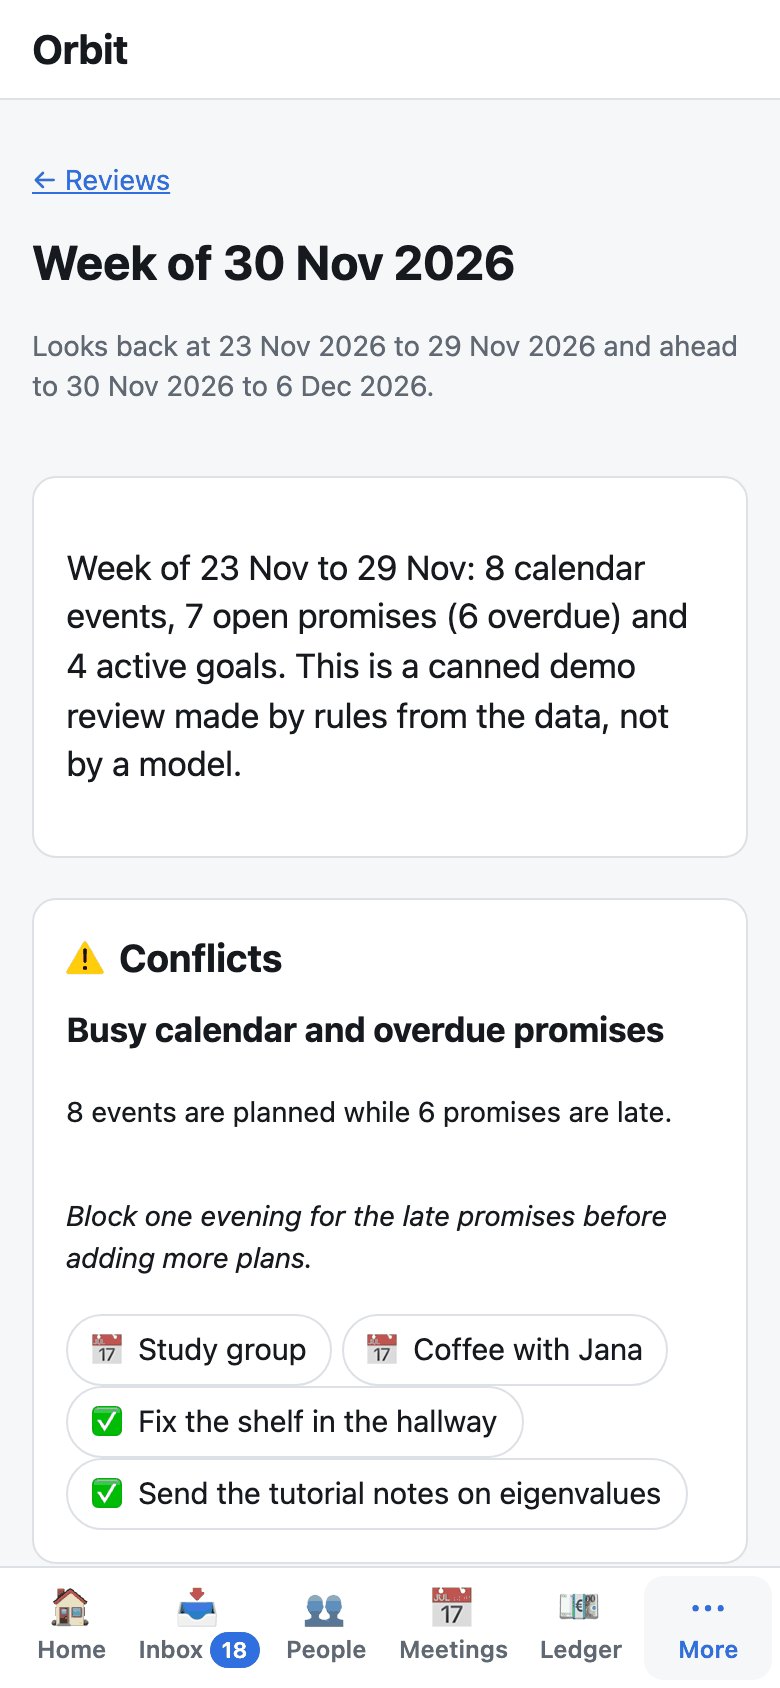 Orbit
← Reviews
Week of 30 Nov 2026
Looks back at 23 Nov 2026 to 29 Nov 2026 and ahead
to 30 Nov 2026 to 6 Dec 2026.
Week of 23 Nov to 29 Nov: 8 calendar
events, 7 open promises (6 overdue) and
4 active goals. This is a canned demo
review made by rules from the data, not
by a model.
⚠️ Conflicts
Busy calendar and overdue promises
8 events are planned while 6 promises are late.
Block one evening for the late promises before
adding more plans.
📅 Study group 📅 Coffee with Jana
✅ Fix the shelf in the hallway
✅ Send the tutorial notes on eigenvalues
Home Inbox 18 People Meetings Ledger More